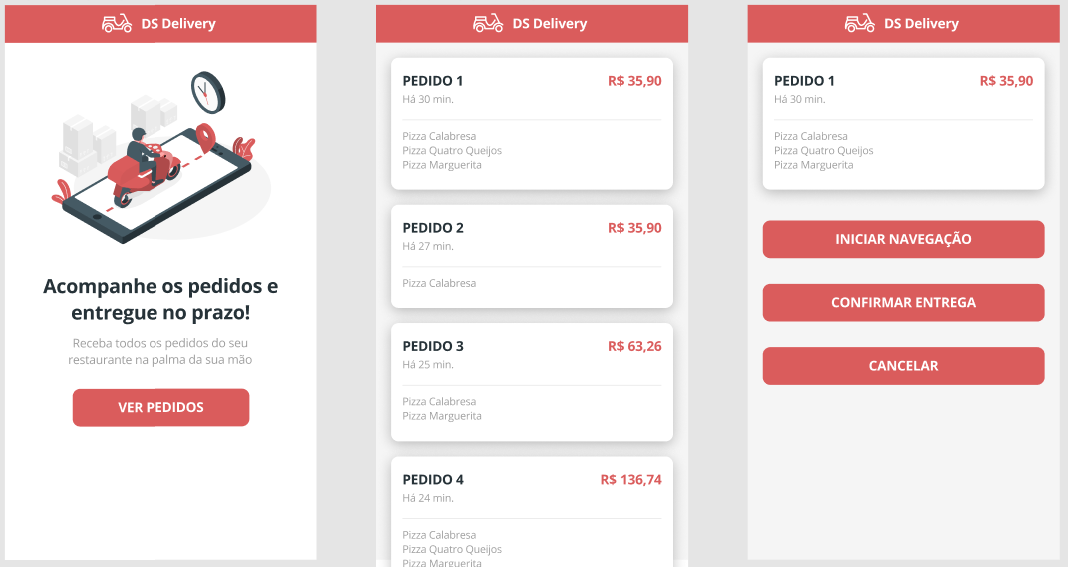 DS Delivery
Acompanhe os pedidos e
entregue no prazo!
Receba todos os pedidos do seu
restaurante na palma da sua mão
VER PEDIDOS
DS Delivery
PEDIDO 1 R$ 35,90
Há 30 min.
Pizza Calabresa
Pizza Quatro Queijos
Pizza Marguerita
PEDIDO 2 R$ 35,90
Há 27 min.
Pizza Calabresa
PEDIDO 3 R$ 63,26
Há 25 min.
Pizza Calabresa
Pizza Marguerita
PEDIDO 4 R$ 136,74
Há 24 min.
Pizza Calabresa
Pizza Quatro Queijos
Pizza Marguerita
DS Delivery
PEDIDO 1 R$ 35,90
Há 30 min.
Pizza Calabresa
Pizza Quatro Queijos
Pizza Marguerita
INICIAR NAVEGAÇÃO
CONFIRMAR ENTREGA
CANCELAR